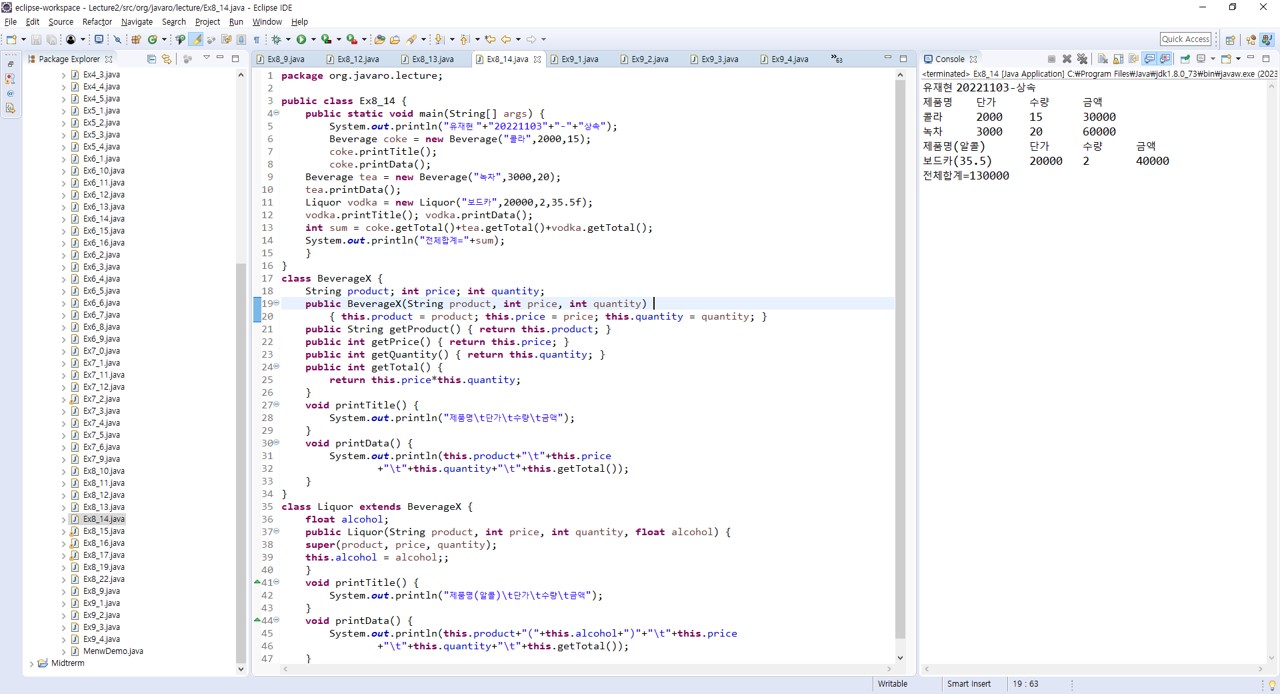 eclipse-workspace - Lecture2/src/org/javaro/lecture/Ex8_14.java - Eclipse IDE
File Edit Source Refactor Navigate Search Project Run Window Help
Quick Access
Package Explorer
Ex4_3.java
Ex4_4.java
Ex4_5.java
Ex5_1.java
Ex5_2.java
Ex5_3.java
Ex5_4.java
Ex6_1.java
Ex6_10.java
Ex6_11.java
Ex6_12.java
Ex6_13.java
Ex6_14.java
Ex6_15.java
Ex6_16.java
Ex6_2.java
Ex6_3.java
Ex6_4.java
Ex6_5.java
Ex6_6.java
Ex6_7.java
Ex6_8.java
Ex6_9.java
Ex7_0.java
Ex7_1.java
Ex7_11.java
Ex7_12.java
Ex7_2.java
Ex7_3.java
Ex7_4.java
Ex7_5.java
Ex7_6.java
Ex7_9.java
Ex8_10.java
Ex8_11.java
Ex8_12.java
Ex8_13.java
Ex8_14.java
Ex8_15.java
Ex8_16.java
Ex8_17.java
Ex8_19.java
Ex8_22.java
Ex8_9.java
Ex9_1.java
Ex9_2.java
Ex9_3.java
Ex9_4.java
MenwDemo.java
Midtrerm
Ex8_9.java Ex8_12.java Ex8_13.java Ex8_14.java Ex9_1.java Ex9_2.java Ex9_3.java Ex9_4.java »63
1 package org.javaro.lecture;
2
3 public class Ex8_14 {
4 public static void main(String[] args) {
5 System.out.println("유재현 "+"20221103"+"-"+"상속");
6 Beverage coke = new Beverage("콜라",2000,15);
7 coke.printTitle();
8 coke.printData();
9 Beverage tea = new Beverage("녹차",3000,20);
10 tea.printData();
11 Liquor vodka = new Liquor("보드카",20000,2,35.5f);
12 vodka.printTitle(); vodka.printData();
13 int sum = coke.getTotal()+tea.getTotal()+vodka.getTotal();
14 System.out.println("전체합계="+sum);
15 }
16 }
17 class BeverageX {
18 String product; int price; int quantity;
19 public BeverageX(String product, int price, int quantity)
20 { this.product = product; this.price = price; this.quantity = quantity; }
21 public String getProduct() { return this.product; }
22 public int getPrice() { return this.price; }
23 public int getQuantity() { return this.quantity; }
24 public int getTotal() {
25 return this.price*this.quantity;
26 }
27 void printTitle() {
28 System.out.println("제품명\t단가\t수량\t금액");
29 }
30 void printData() {
31 System.out.println(this.product+"\t"+this.price
32 +"\t"+this.quantity+"\t"+this.getTotal());
33 }
34 }
35 class Liquor extends BeverageX {
36 float alcohol;
37 public Liquor(String product, int price, int quantity, float alcohol) {
38 super(product, price, quantity);
39 this.alcohol = alcohol;;
40 }
41 void printTitle() {
42 System.out.println("제품명(알콜)\t단가\t수량\t금액");
43 }
44 void printData() {
45 System.out.println(this.product+"("+this.alcohol+")"+"\t"+this.price
46 +"\t"+this.quantity+"\t"+this.getTotal());
47 }
Console
<terminated> Ex8_14 [Java Application] C:\Program Files\Java\jdk1.8.0_73\bin\javaw.exe (2023
유재현 20221103-상속
제품명 단가 수량 금액
콜라 2000 15 30000
녹차 3000 20 60000
제품명(알콜) 단가 수량 금액
보드카(35.5) 20000 2 40000
전체합계=130000
Writable Smart Insert 19 : 63